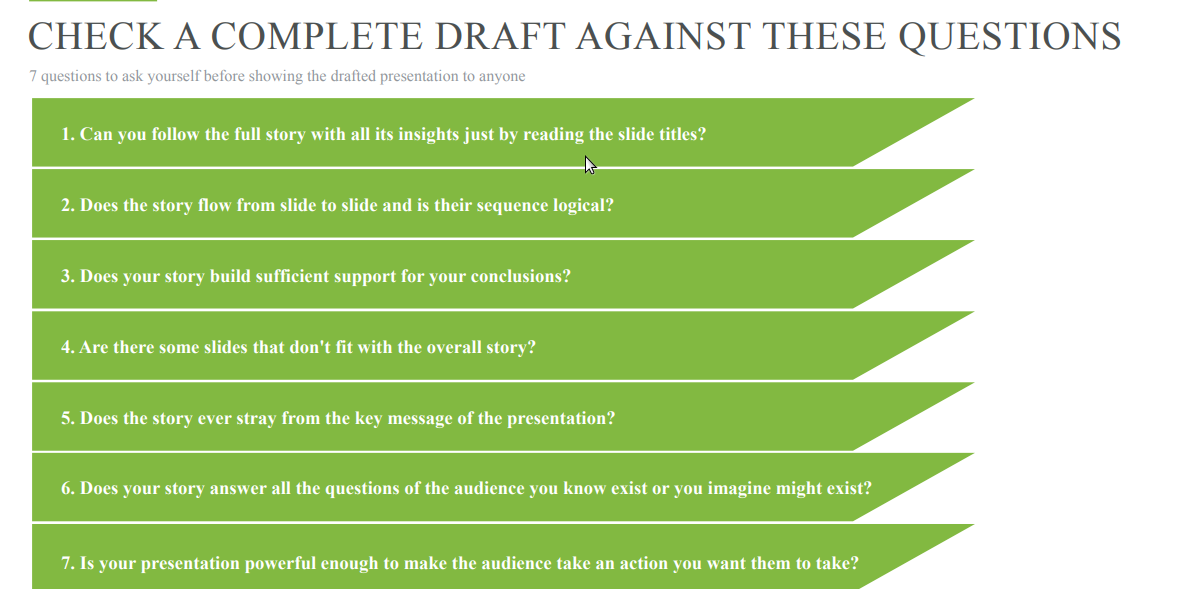 CHECK A COMPLETE DRAFT AGAINST THESE QUESTIONS
7 questions to ask yourself before showing the drafted presentation to anyone
1. Can you follow the full story with all its insights just by reading the slide titles?
2. Does the story flow from slide to slide and is their sequence logical?
3. Does your story build sufficient support for your conclusions?
4. Are there some slides that don't fit with the overall story?
5. Does the story ever stray from the key message of the presentation?
6. Does your story answer all the questions of the audience you know exist or you imagine might exist?
7. Is your presentation powerful enough to make the audience take an action you want them to take?